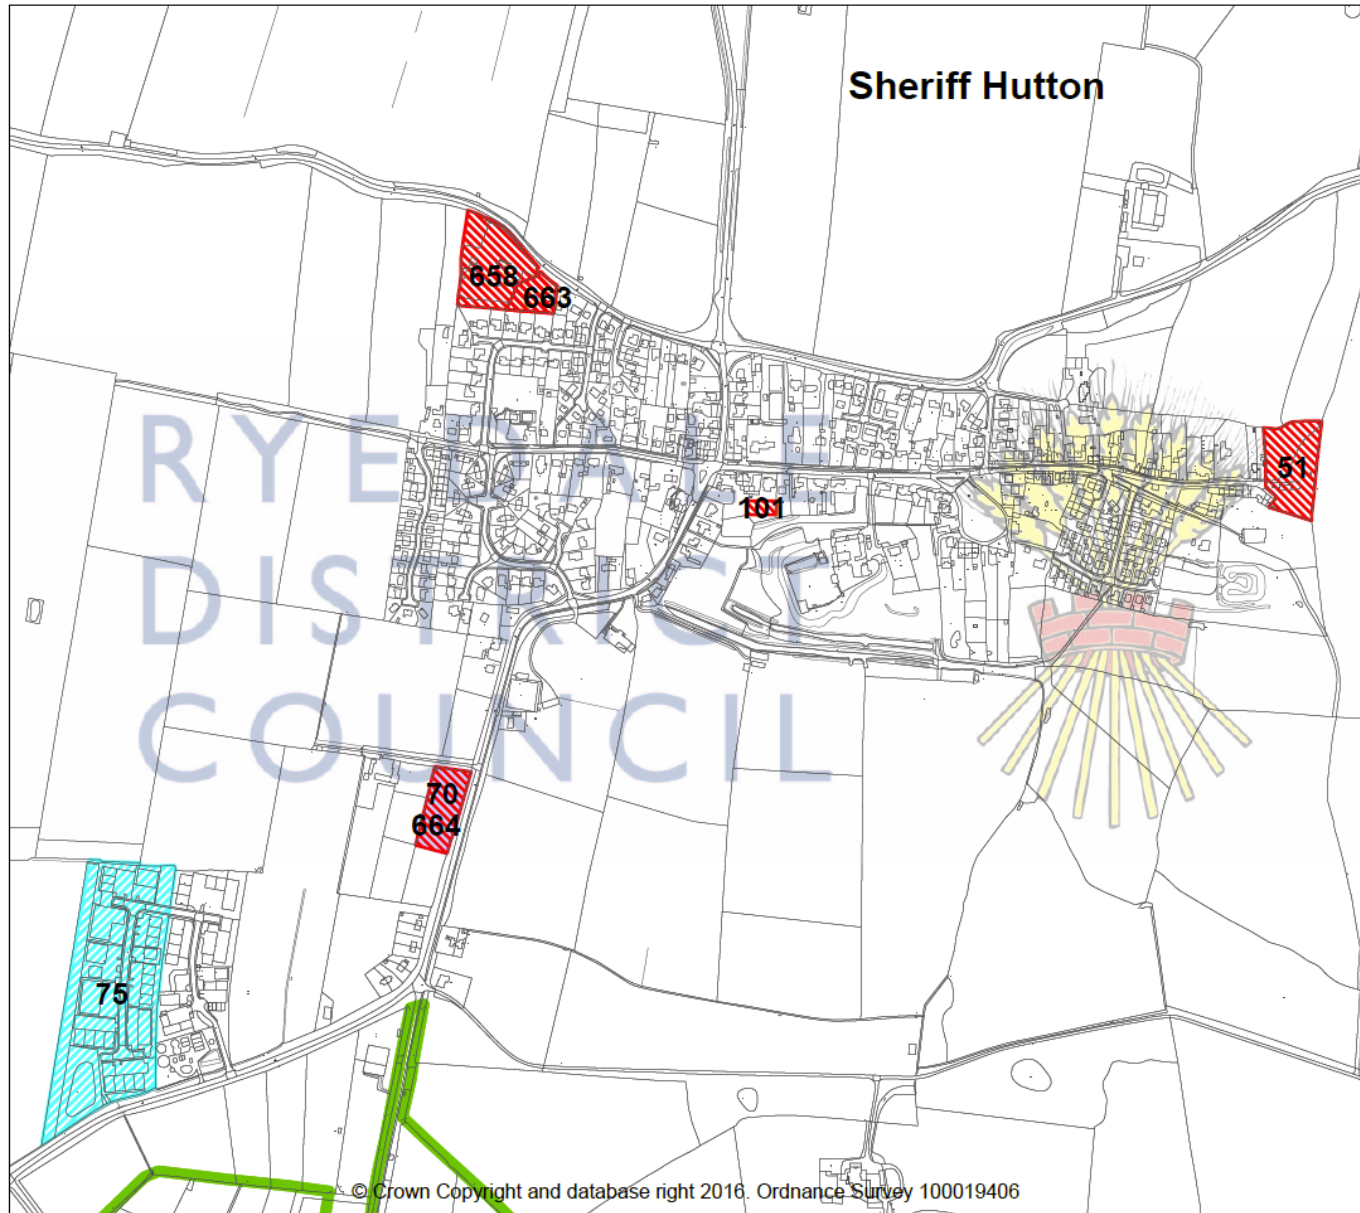 Sheriff Hutton
658
663
51
101
RYEDALE
DISTRICT
COUNCIL
70
664
75
© Crown Copyright and database right 2016. Ordnance Survey 100019406